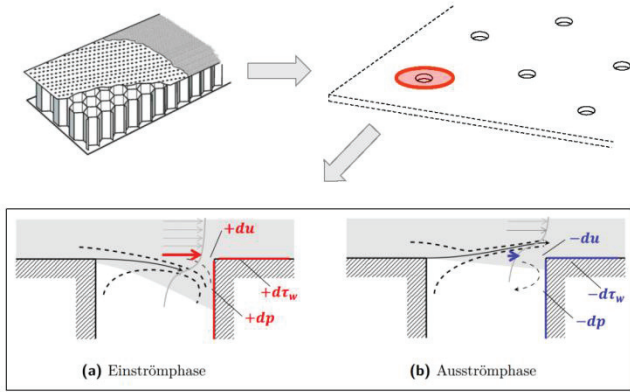 +du
+dτw
+dp
(a) Einströmphase
−du
−dτw
−dp
(b) Ausströmphase